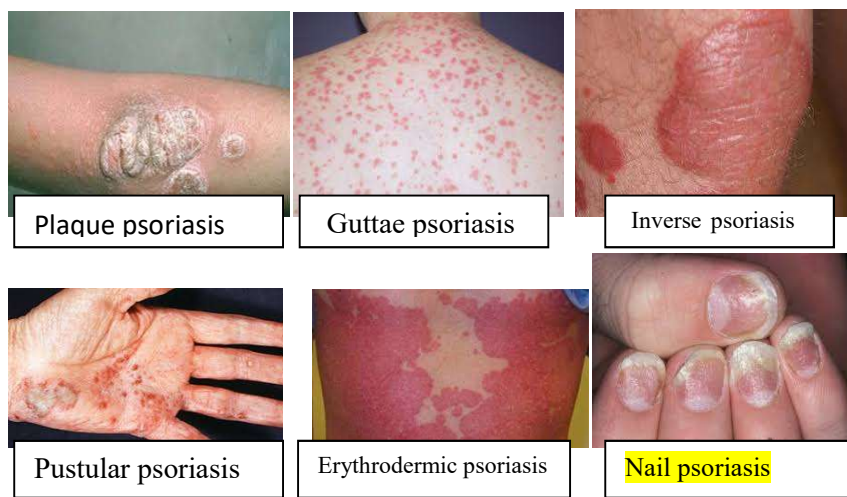 Plaque psoriasis
Guttae psoriasis
Inverse psoriasis
Pustular psoriasis
Erythrodermic psoriasis
Nail psoriasis